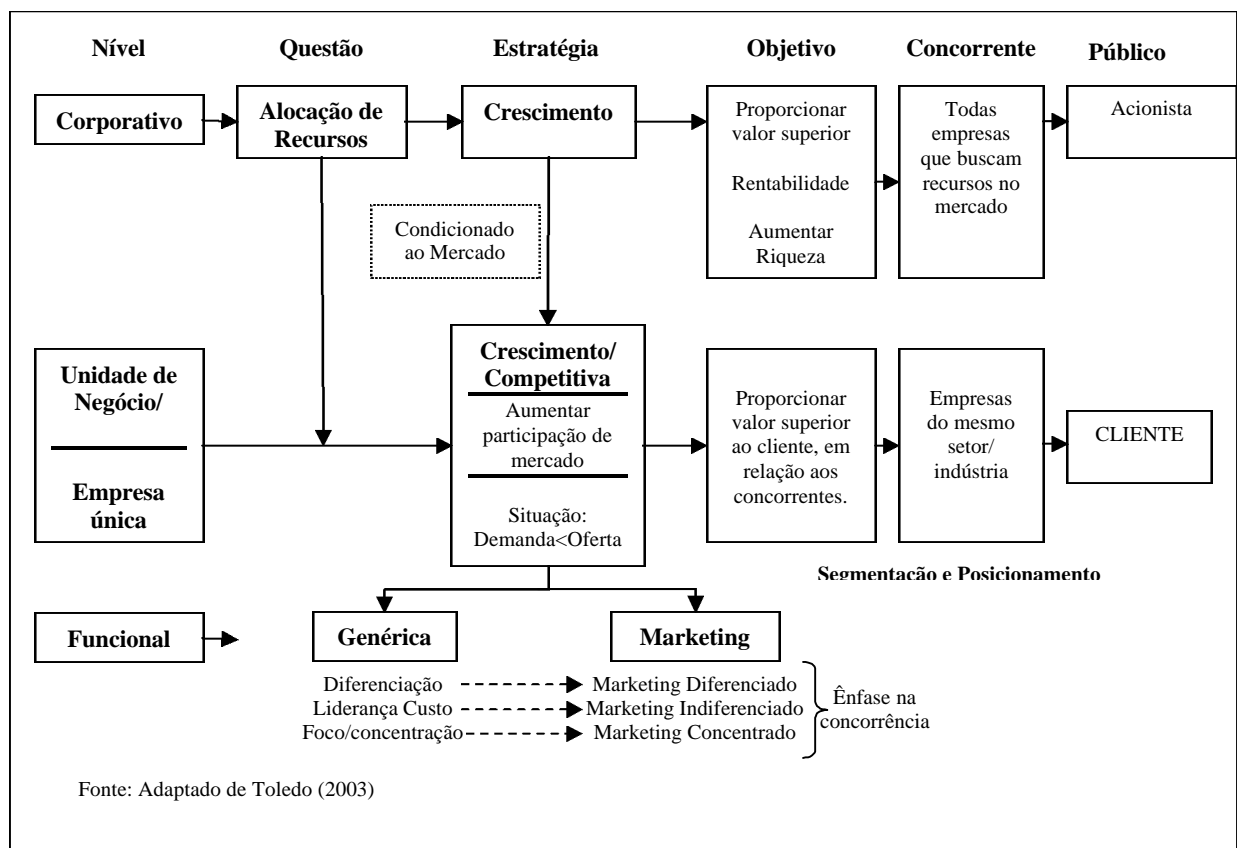 Nível
Questão
Estratégia
Objetivo
Concorrente
Público
Corporativo
Alocação de
Recursos
Crescimento
Proporcionar
valor superior
Rentabilidade
Aumentar
Riqueza
Todas
empresas
que buscam
recursos no
mercado
Acionista
Condicionado
ao Mercado
Unidade de
Negócio/
Empresa
única
Crescimento/
Competitiva
Aumentar
participação de
mercado
Situação:
Demanda<Oferta
Proporcionar
valor superior
ao cliente, em
relação aos
concorrentes.
Empresas
do mesmo
setor/
indústria
CLIENTE
Segmentação e Posicionamento
Funcional
Genérica
Marketing
Diferenciação
Marketing Diferenciado
Liderança Custo
Marketing Indiferenciado
Foco/concentração
Marketing Concentrado
Ênfase na
concorrência
Fonte: Adaptado de Toledo (2003)